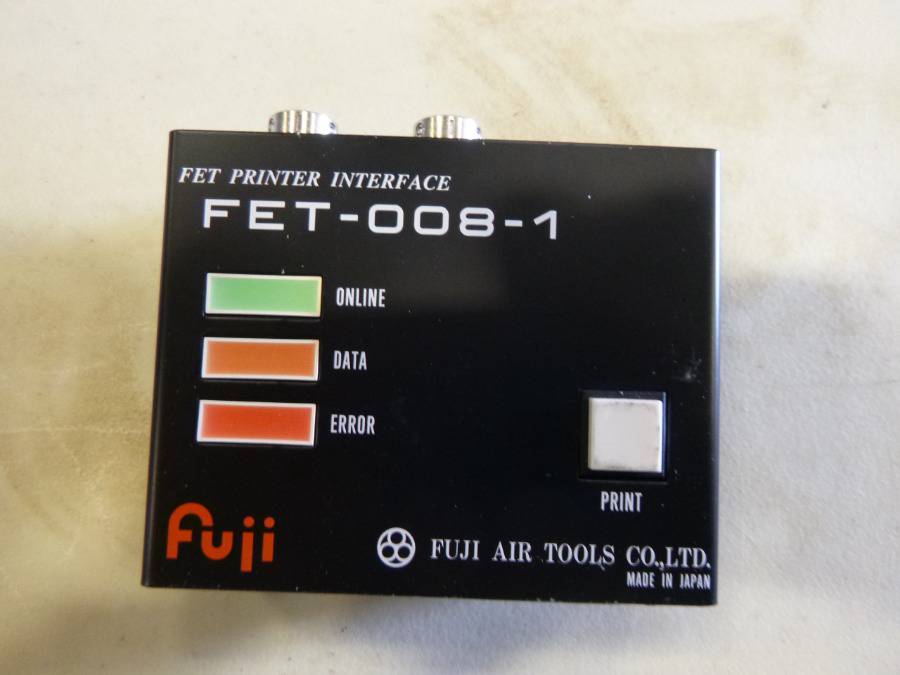 FET PRINTER INTERFACE
FET-008-1
ONLINE
DATA
ERROR
PRINT
Fuji
FUJI AIR TOOLS CO.,LTD.
MADE IN JAPAN